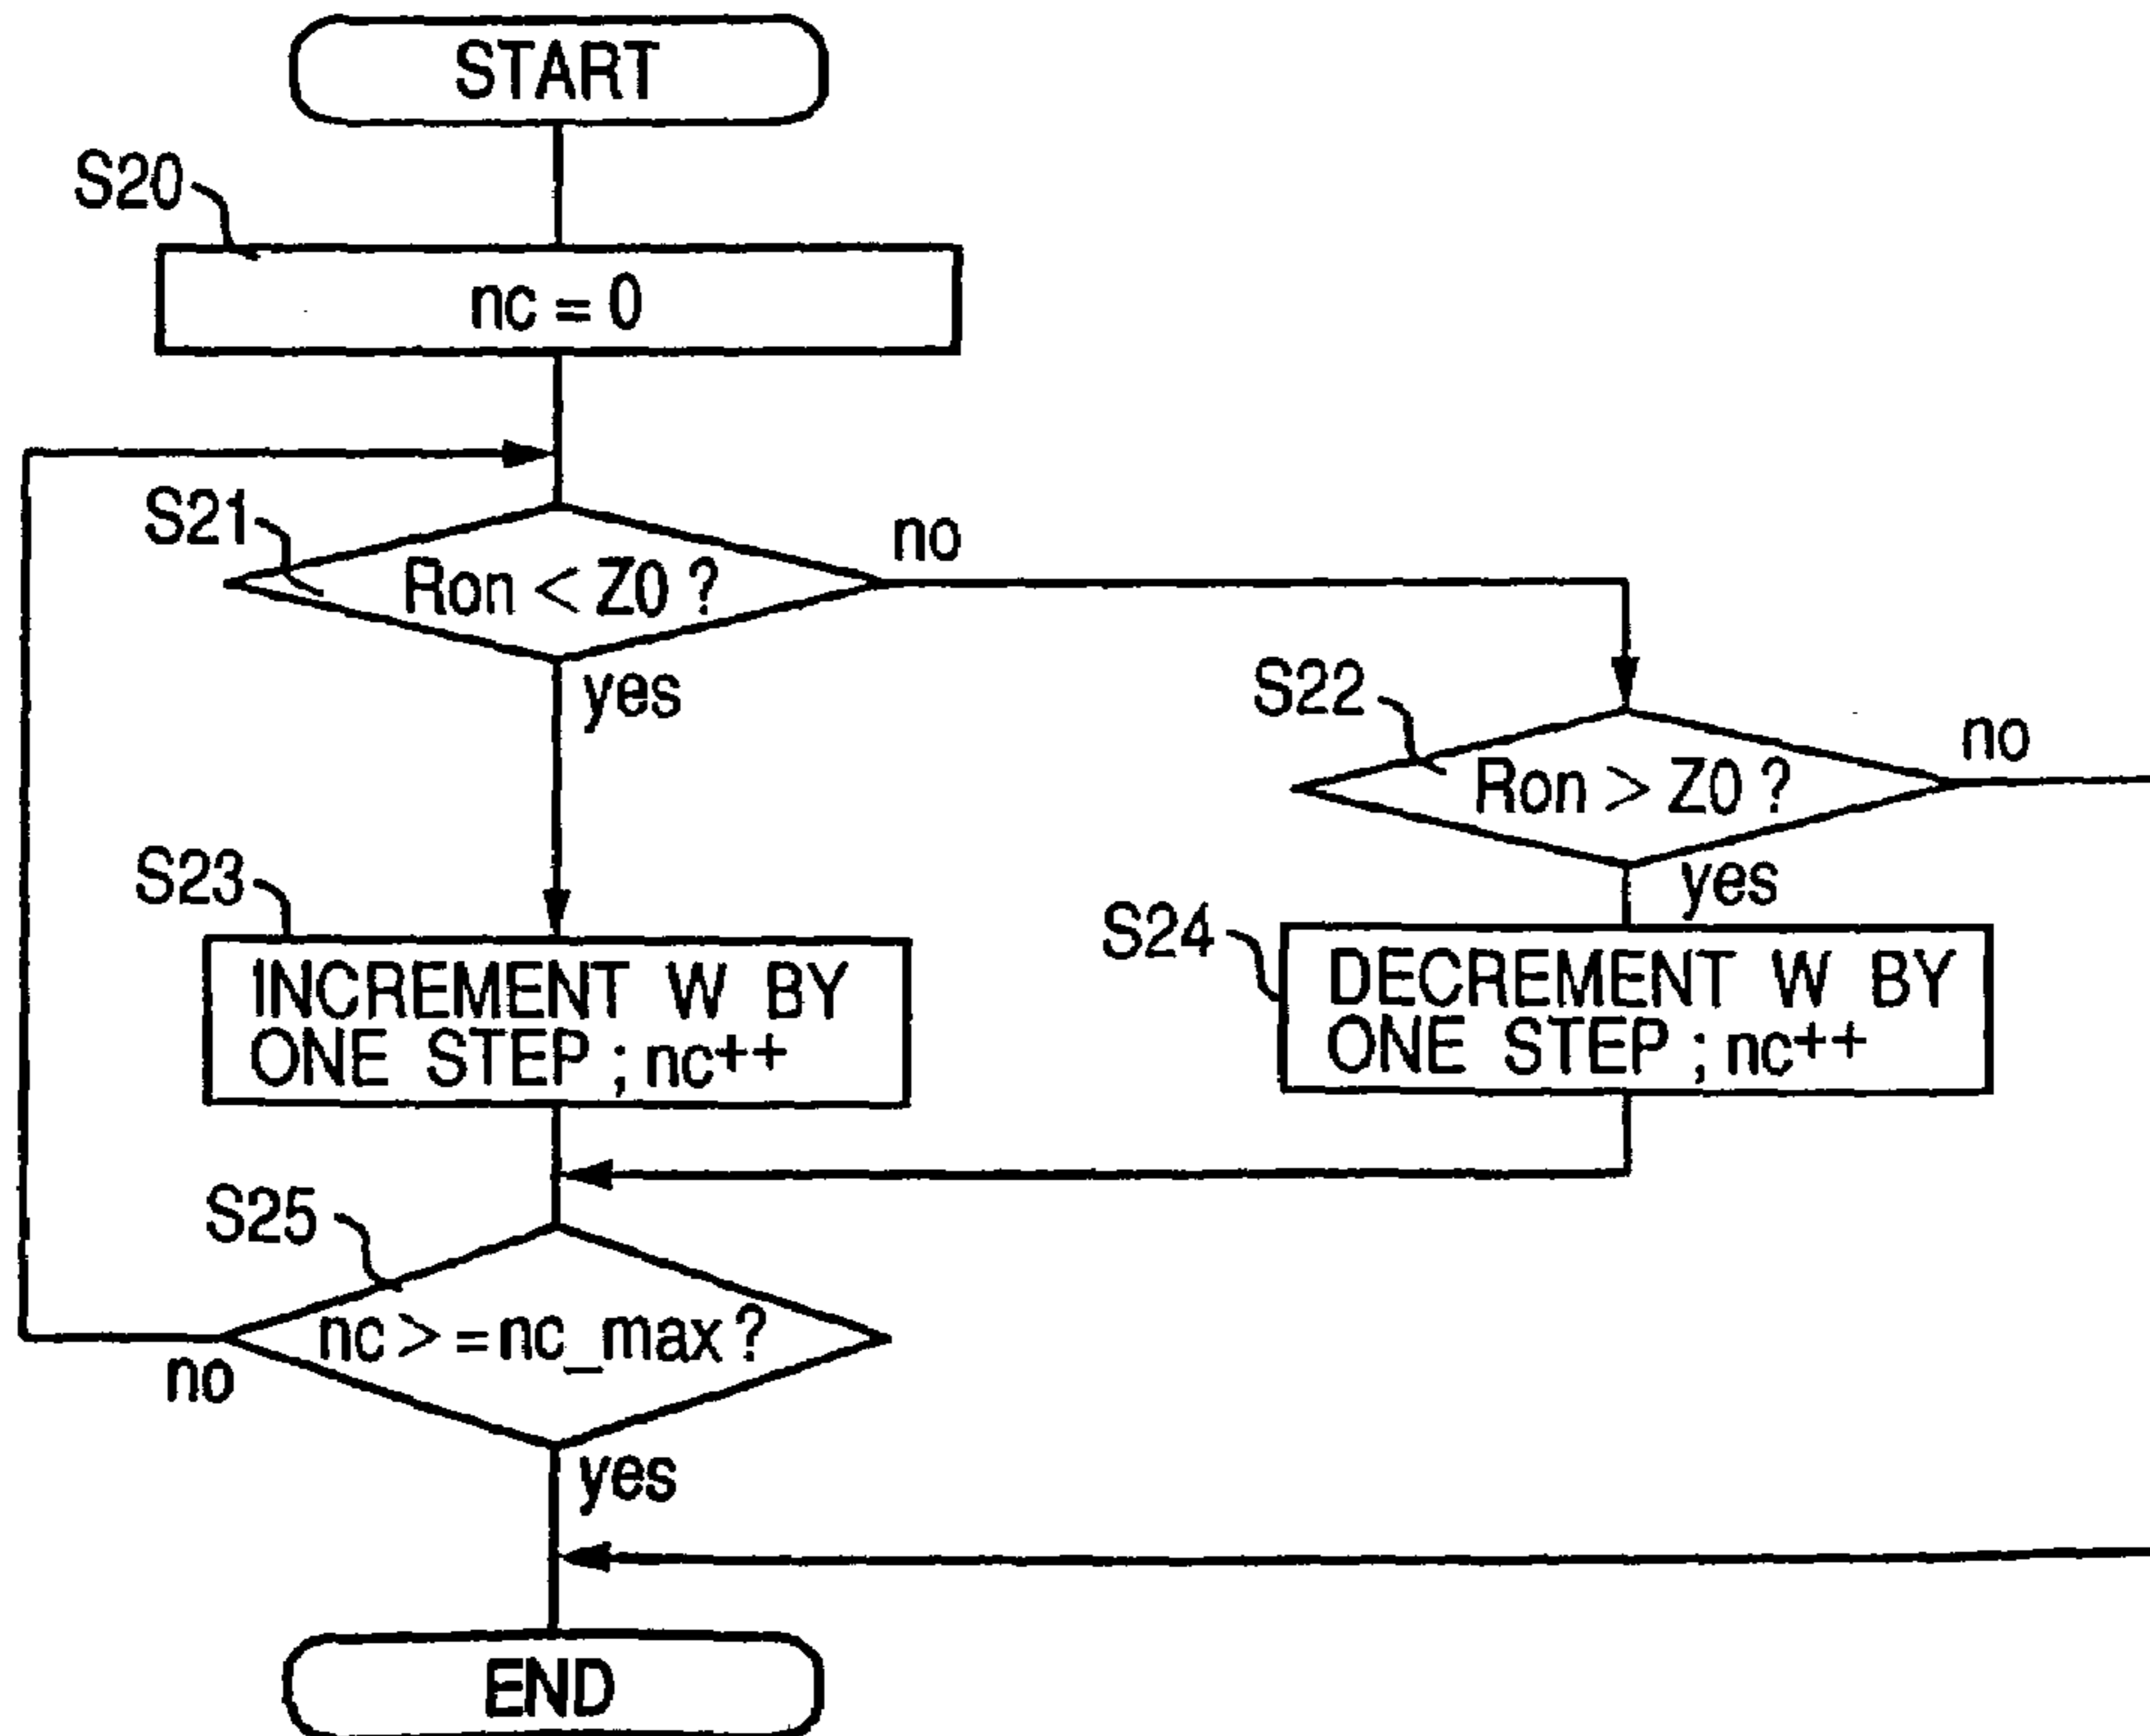 START
S20
nc = 0
S21
Ron < Z0 ?
no
yes
S22
Ron > Z0 ?
no
yes
S23
INCREMENT W BY
ONE STEP ; nc++
S24
DECREMENT W BY
ONE STEP ; nc++
S25
nc > = nc_max ?
no
yes
END